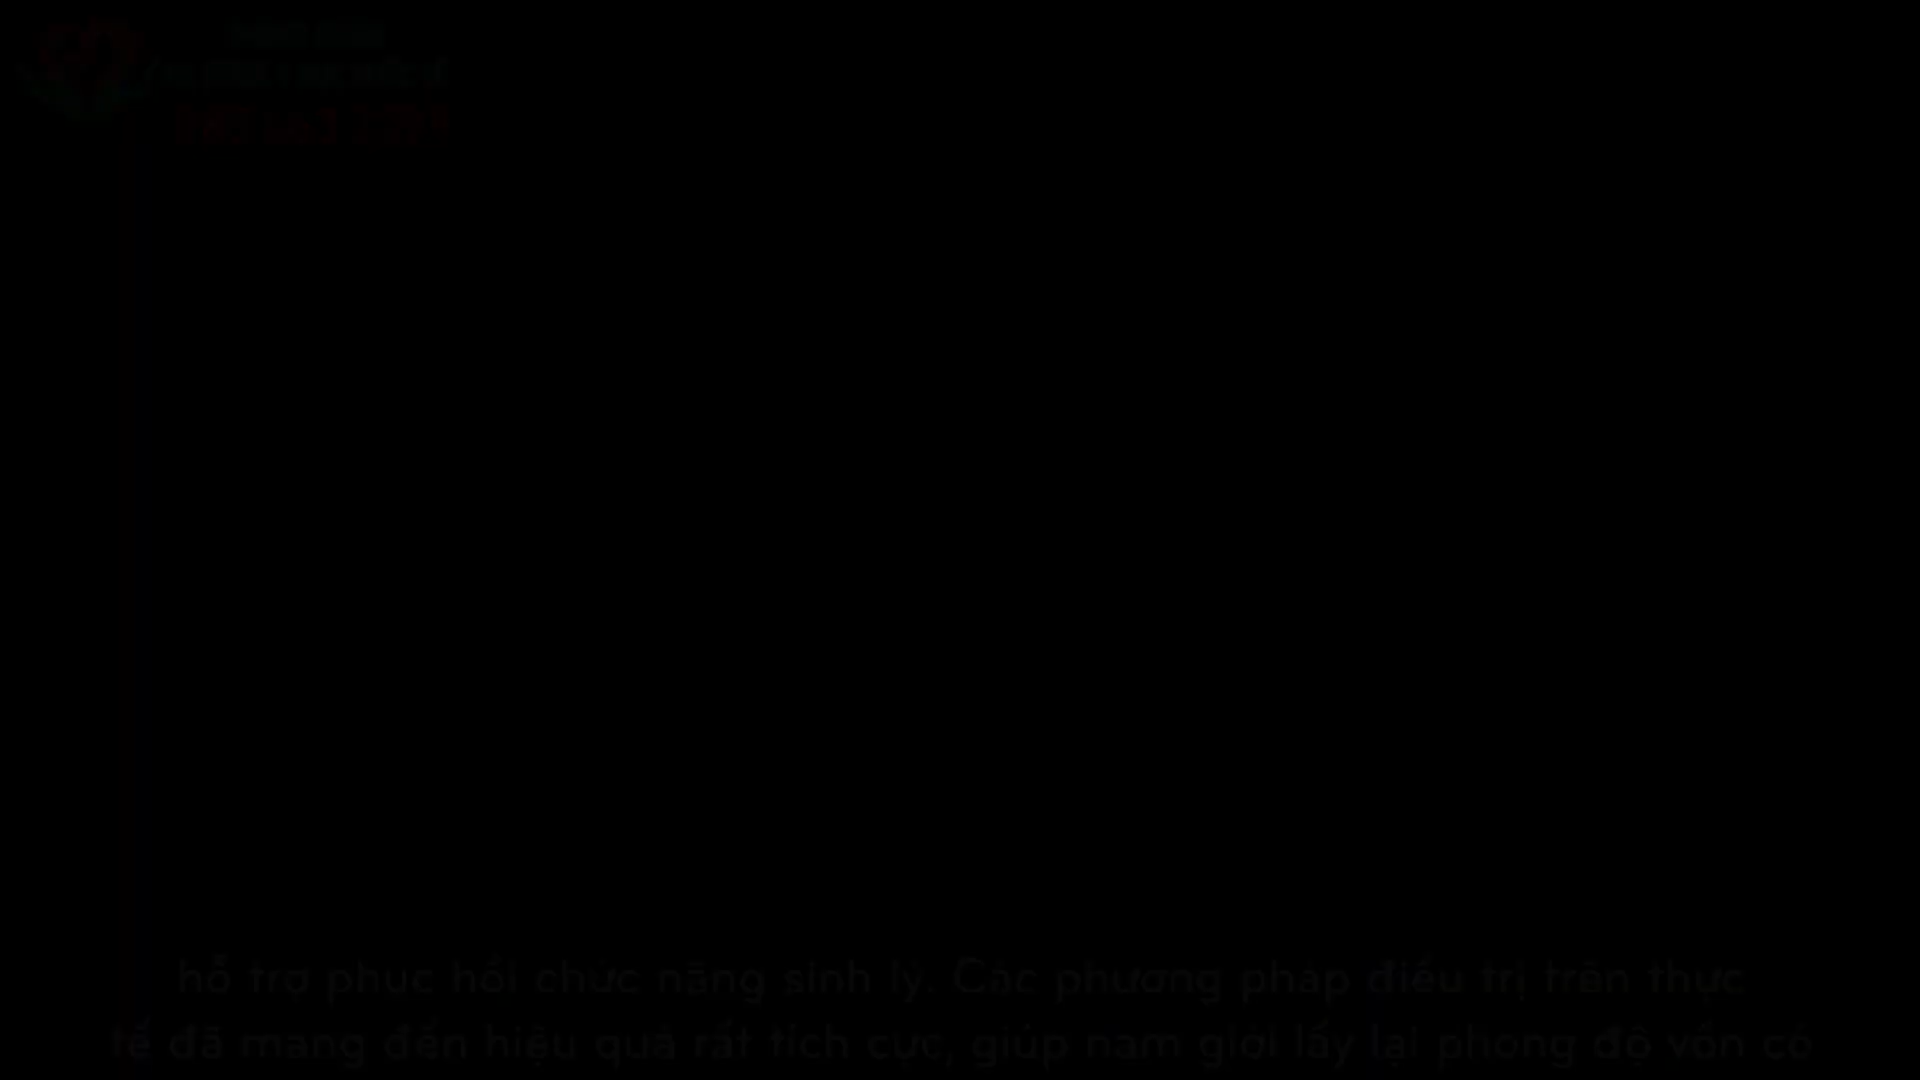 hỗ trợ phục hồi chức năng sinh lý. Các phương pháp điều trị trên thực
tế đã mang đến hiệu quả rất tích cực, giúp nam giới lấy lại phong độ vốn có